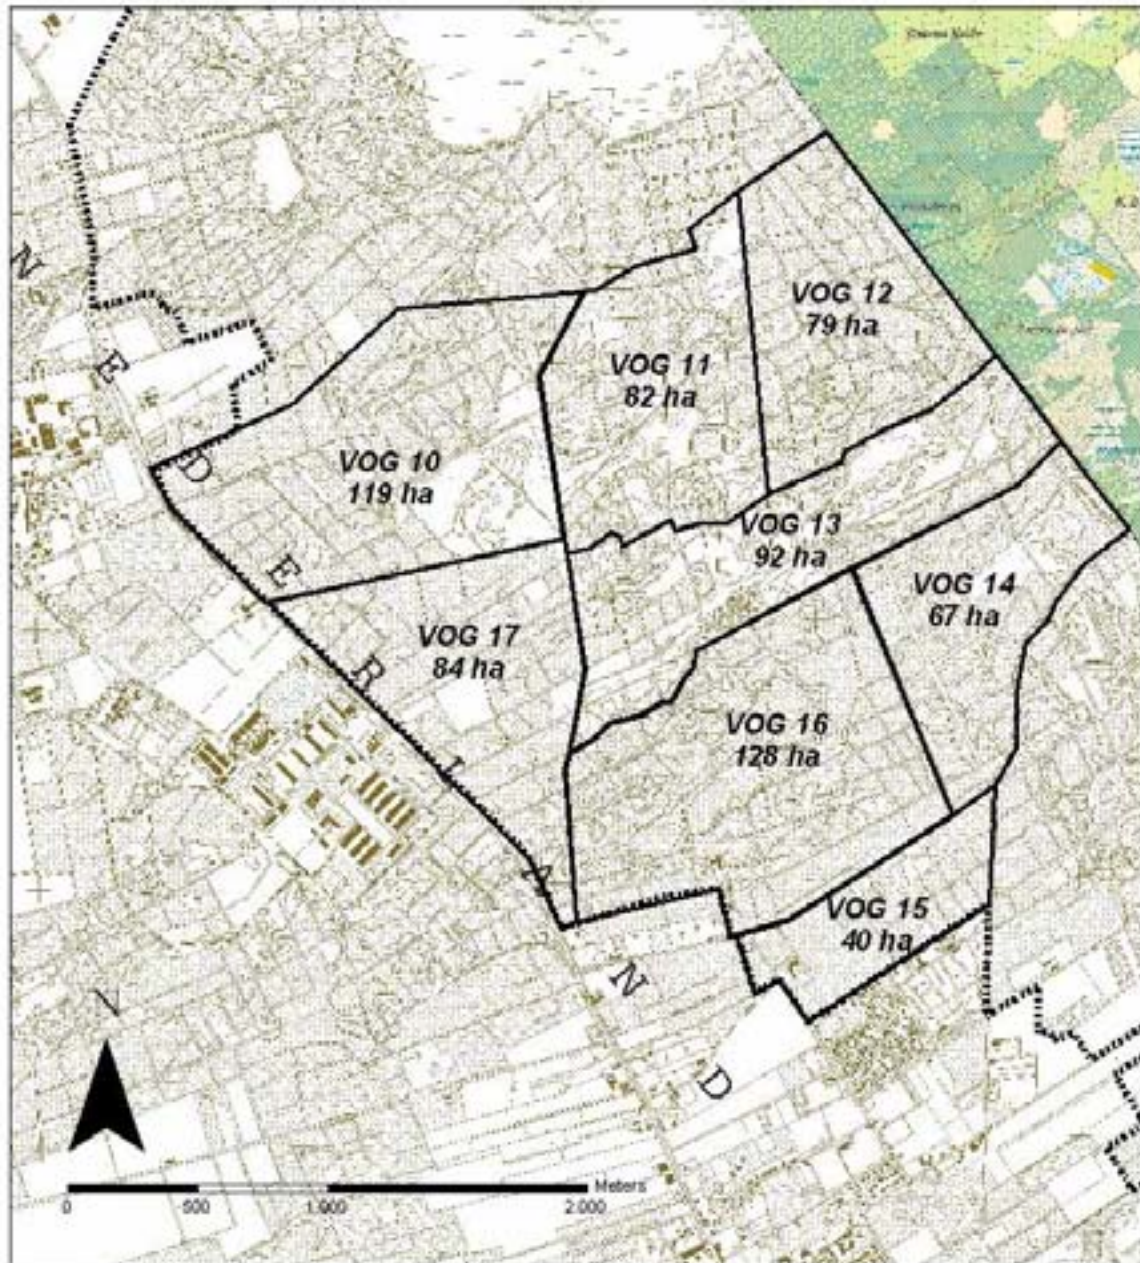 VOG 12
79 ha
VOG 11
82 ha
VOG 10
119 ha
VOG 13
92 ha
VOG 14
67 ha
VOG 17
84 ha
VOG 16
128 ha
VOG 15
40 ha
N
E
D
E
R
L
A
N
D
Meters
0
500
1.000
2.000